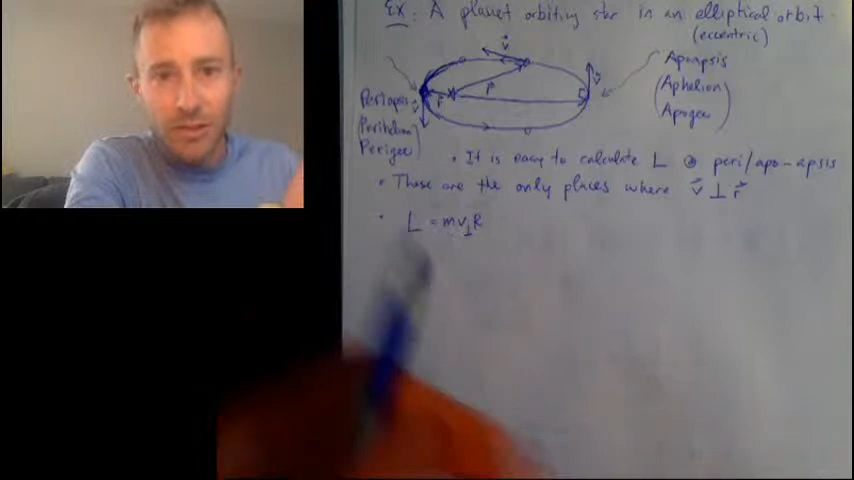 Ex: A planet orbiting star in an elliptical orbit.
(eccentric)
v
v
r
r
v
Periapsis
(Perihelion
Perigee)
Apoapsis
(Aphelion
Apogee)
• It is easy to calculate L @ peri/apo-apsis
• These are the only places where v ⊥ r
• L = mv⊥R